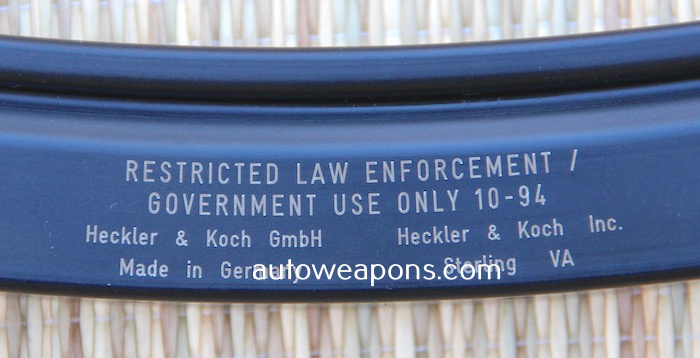 RESTRICTED LAW ENFORCEMENT /
GOVERNMENT USE ONLY 10-94
Heckler & Koch GmbH Heckler & Koch Inc.
Made in Germany Sterling VA
autoweapons.com